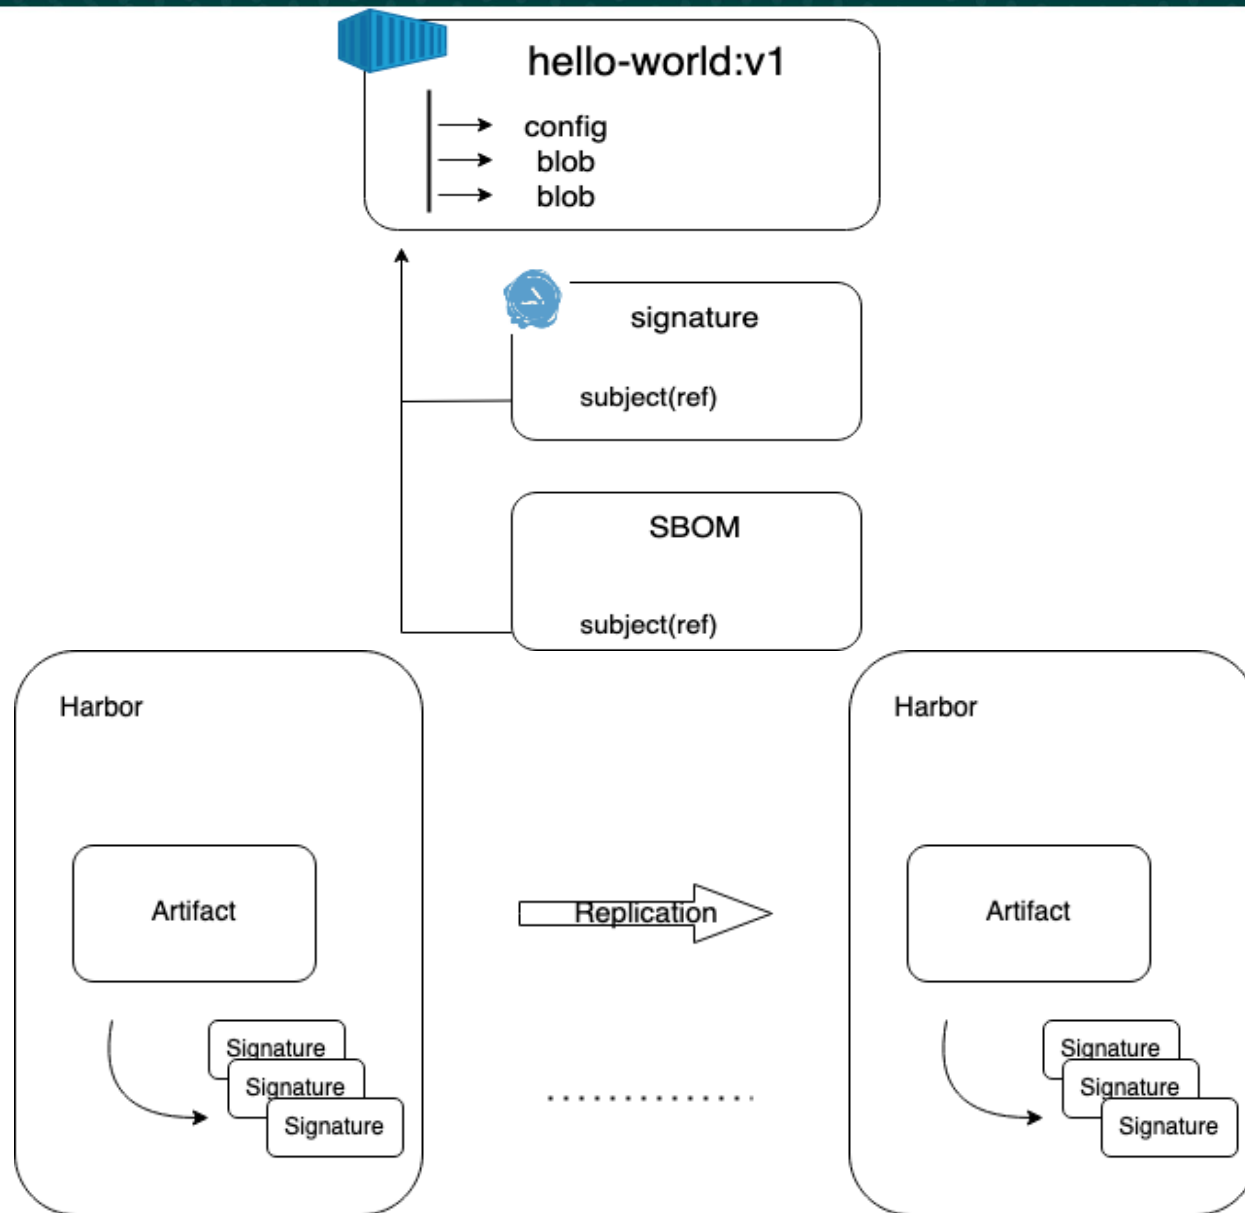 hello-world:v1
config
blob
blob
signature
subject(ref)
SBOM
subject(ref)
Harbor
Artifact
Signature
Signature
Signature
Replication
Harbor
Artifact
Signature
Signature
Signature